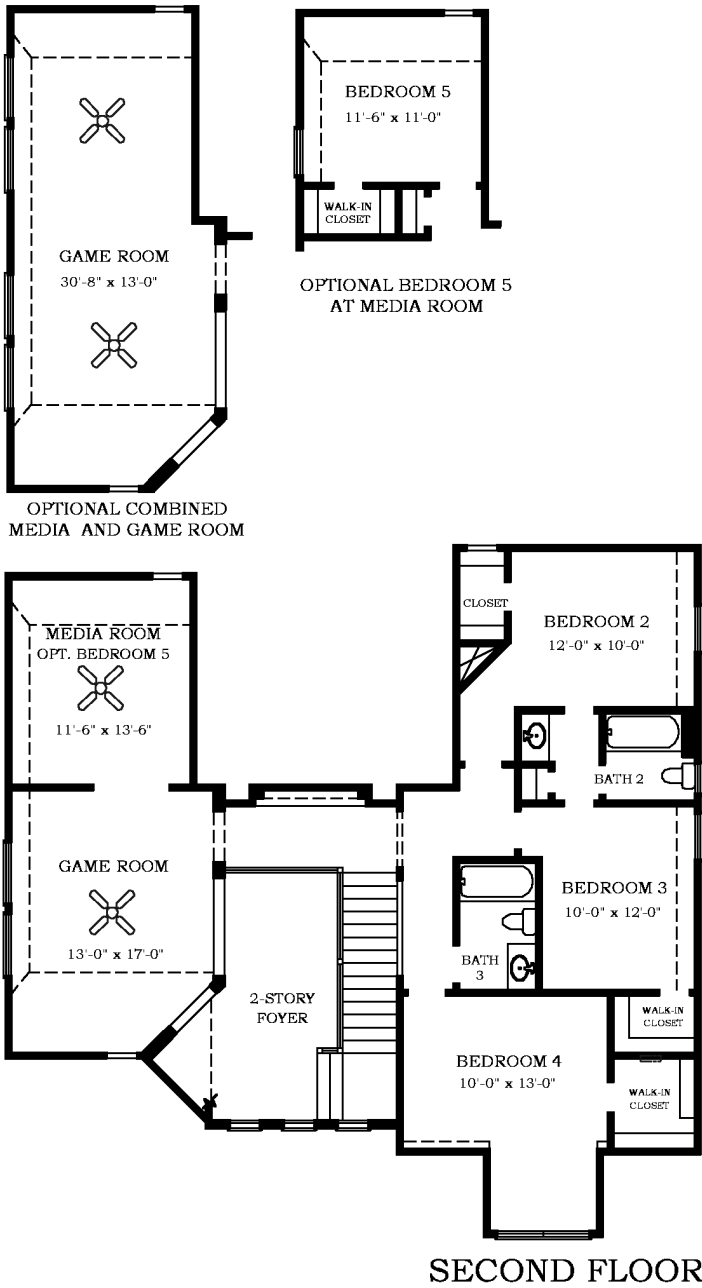 BEDROOM 5
11'-6" x 11'-0"
WALK-IN
CLOSET
OPTIONAL BEDROOM 5
AT MEDIA ROOM
GAME ROOM
30'-8" x 13'-0"
OPTIONAL COMBINED
MEDIA AND GAME ROOM
MEDIA ROOM
OPT. BEDROOM 5
11'-6" x 13'-6"
CLOSET
BEDROOM 2
12'-0" x 10'-0"
BATH 2
GAME ROOM
13'-0" x 17'-0"
BEDROOM 3
10'-0" x 12'-0"
BATH
3
2-STORY
FOYER
WALK-IN
CLOSET
BEDROOM 4
10'-0" x 13'-0"
WALK-IN
CLOSET
SECOND FLOOR